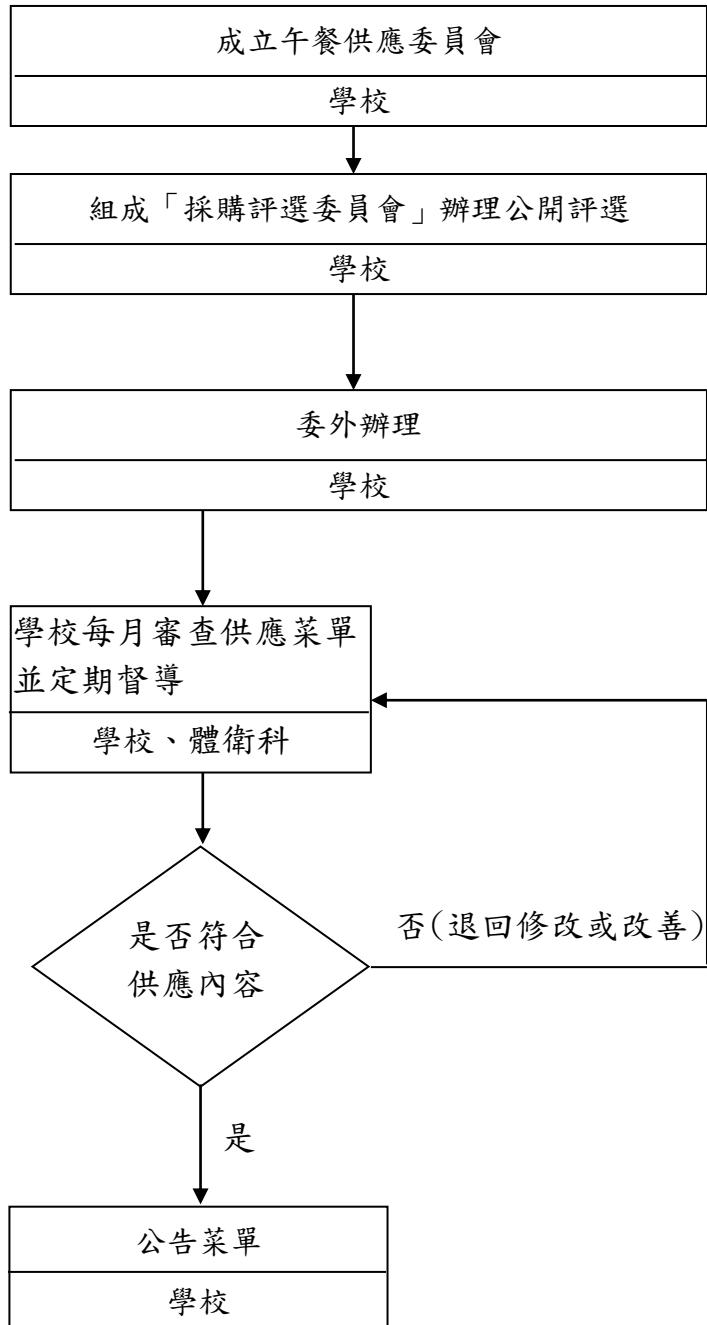 成立午餐供應委員會
學校
組成「採購評選委員會」辦理公開評選
學校
委外辦理
學校
學校每月審查供應菜單
並定期督導
學校、體衛科
是否符合
供應內容
否(退回修改或改善)
是
公告菜單
學校